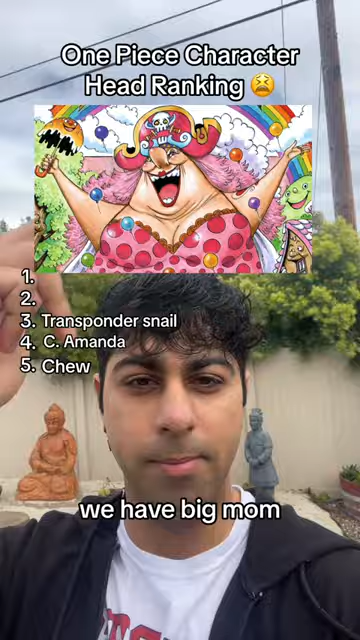 One Piece Character
Head Ranking 😫
1.
2.
3. Transponder snail
4. C. Amanda
5. Chew
we have big mom